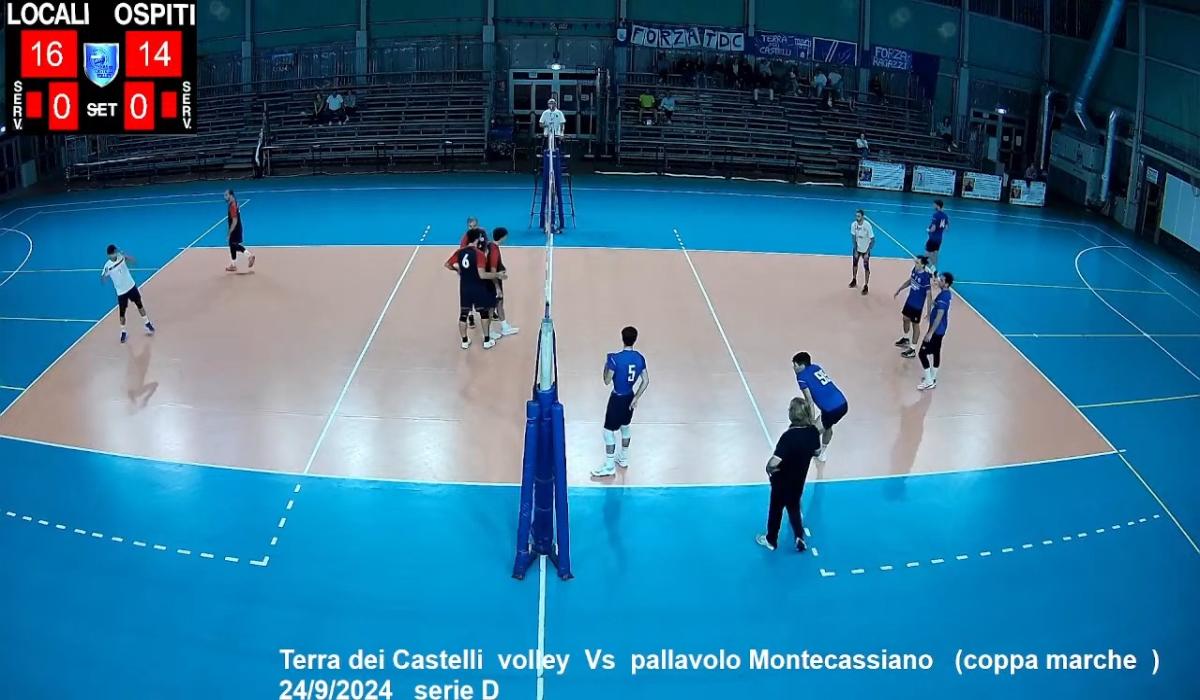 LOCALI OSPITI
16 14
SERV. 0 SET 0 SERV.
FORZA TDC
TERRA
CASTELLI
FORZA
RAGAZZI
6
5
Terra dei Castelli volley Vs pallavolo Montecassiano (coppa marche )
24/9/2024 serie D